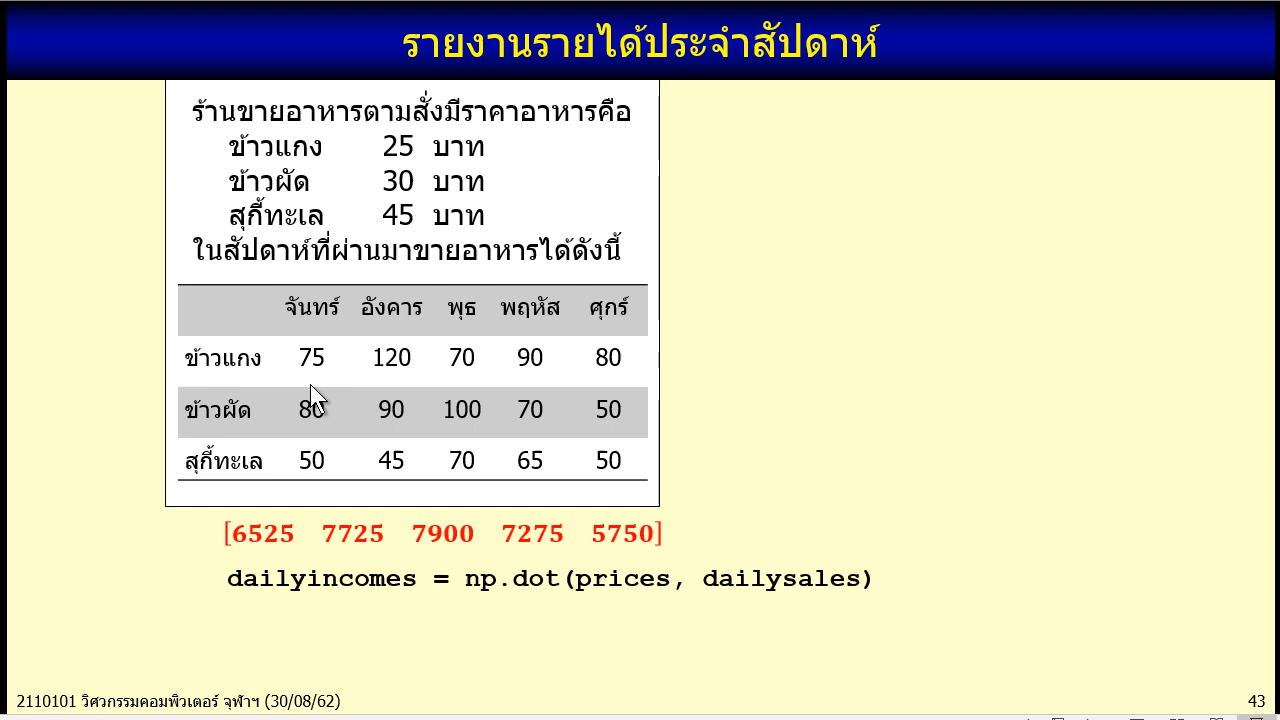 รายงานรายได้ประจำสัปดาห์
ร้านขายอาหารตามสั่งมีราคาอาหารคือ
ข้าวแกง 25 บาท
ข้าวผัด 30 บาท
สุกี้ทะเล 45 บาท
ในสัปดาห์ที่ผ่านมาขายอาหารได้ดังนี้
จันทร์ อังคาร พุธ พฤหัส ศุกร์
ข้าวแกง 75 120 70 90 80
ข้าวผัด 80 90 100 70 50
สุกี้ทะเล 50 45 70 65 50
[6525 7725 7900 7275 5750]
dailyincomes = np.dot(prices, dailysales)
2110101 วิศวกรรมคอมพิวเตอร์ จุฬาฯ (30/08/62) 43